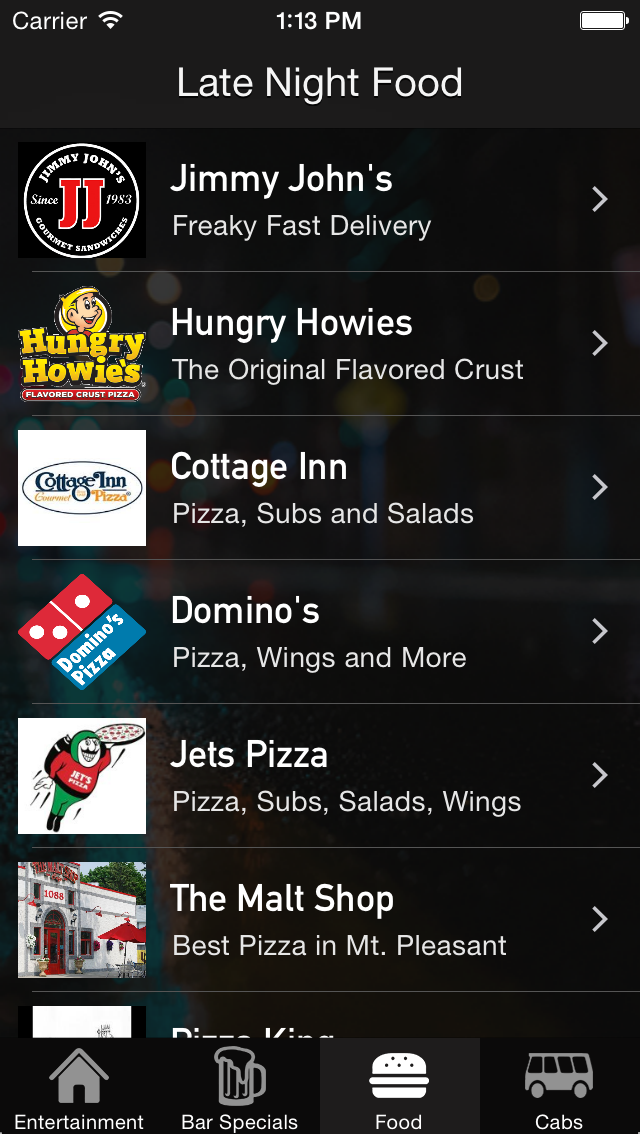 Carrier 1:13 PM
Late Night Food
JIMMY JOHN'S
Since JJ 1983
GOURMET SANDWICHES
Jimmy John's
Freaky Fast Delivery
Hungry
Howie's
FLAVORED CRUST PIZZA
Hungry Howies
The Original Flavored Crust
Cottage Inn
Gourmet Pizza
Cottage Inn
Pizza, Subs and Salads
Domino's
Pizza
Domino's
Pizza, Wings and More
JET'S
PIZZA
Jets Pizza
Pizza, Subs, Salads, Wings
1088
The Malt Shop
Best Pizza in Mt. Pleasant
Pizza King
Entertainment Bar Specials Food Cabs